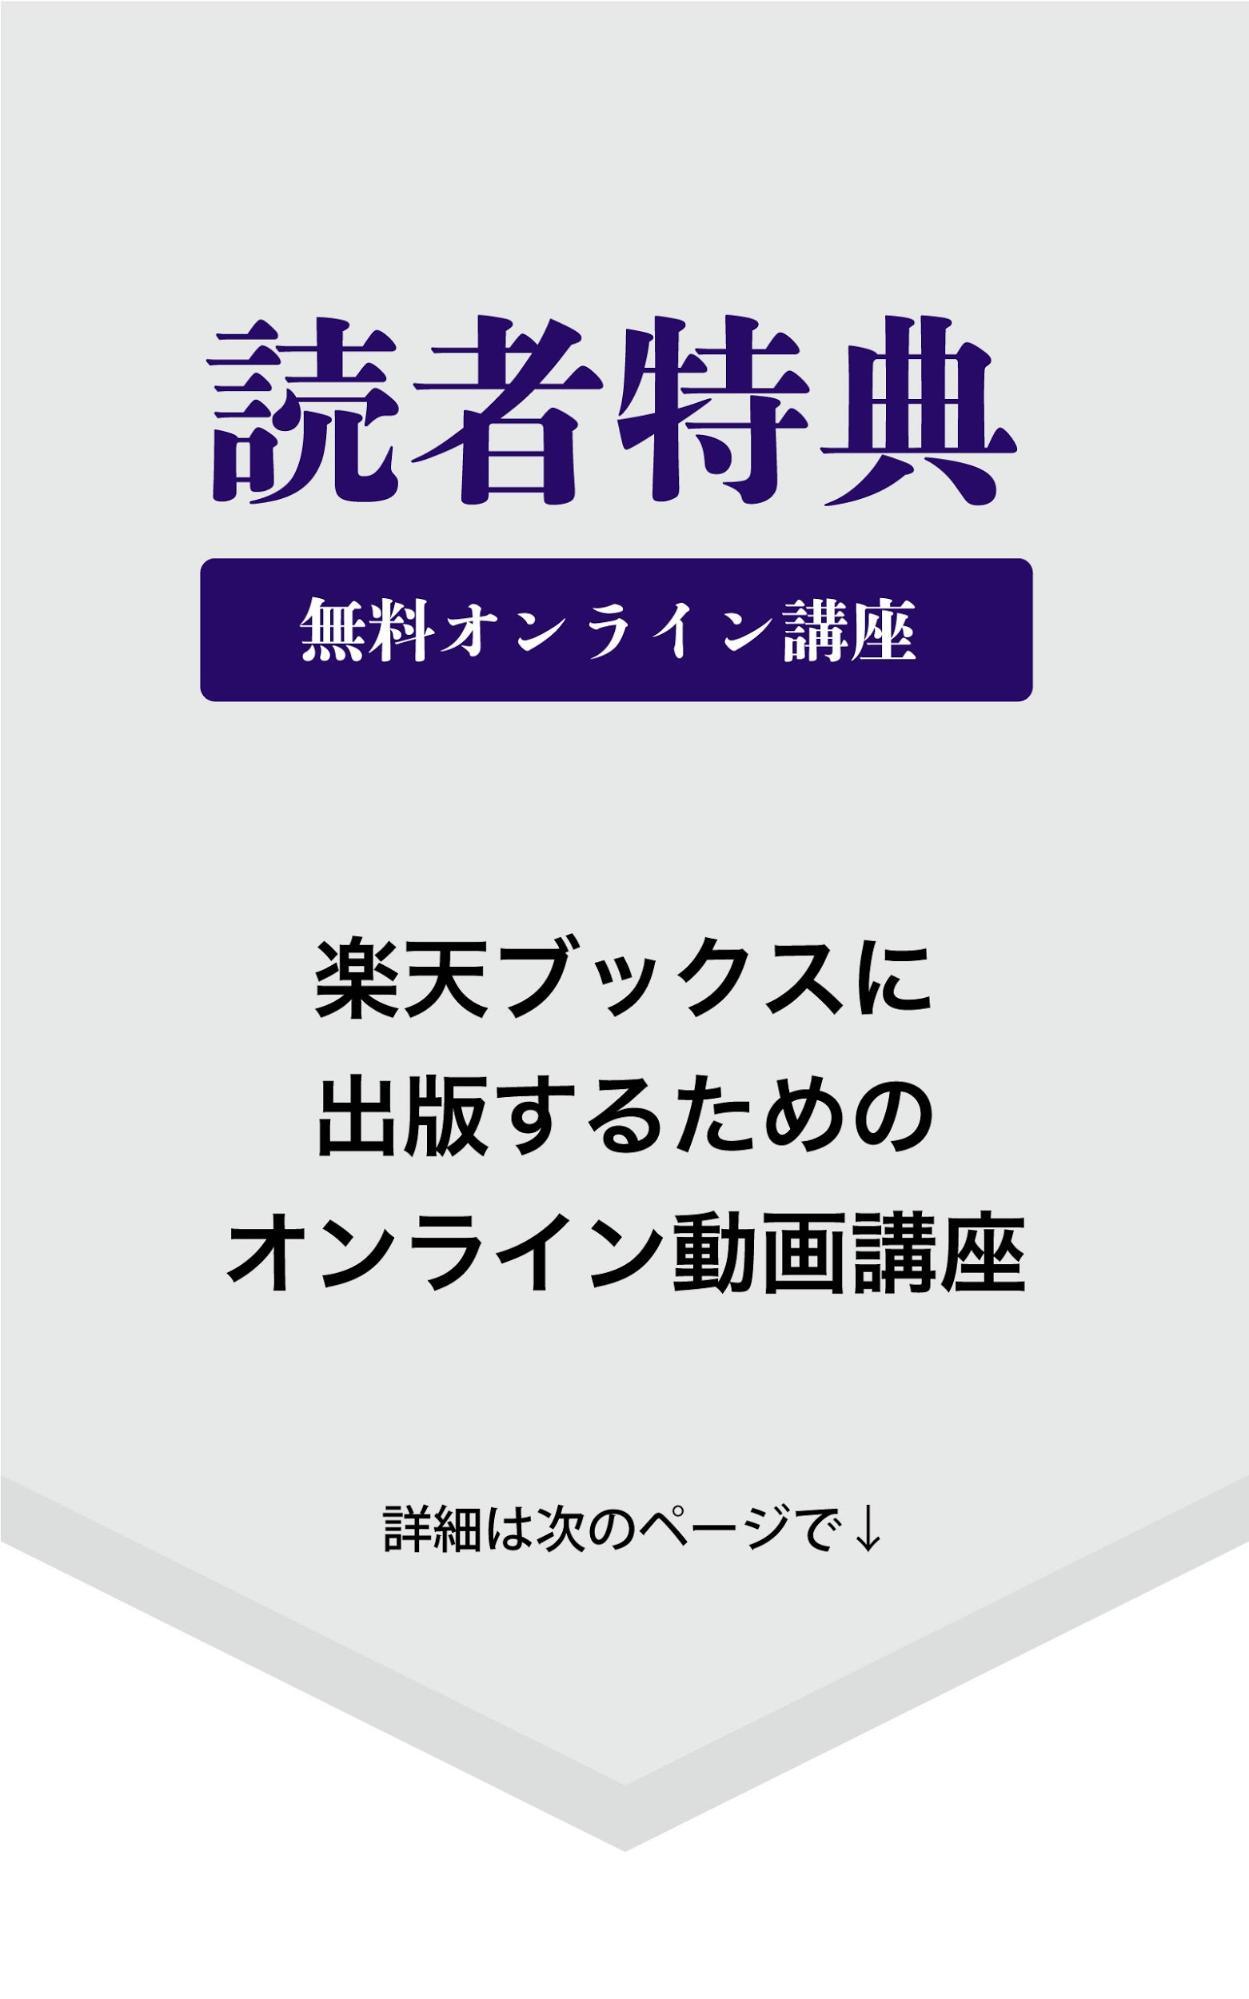 読者特典
無料オンライン講座
楽天ブックスに
出版するための
オンライン動画講座
詳細は次のページで↓